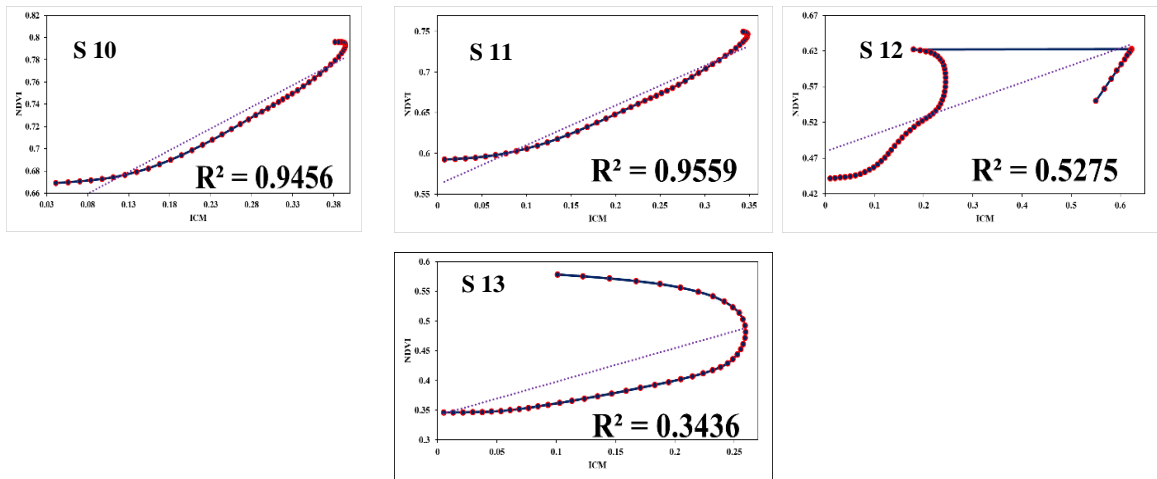 S 10
NDVI
0.82
0.8
0.78
0.76
0.74
0.72
0.7
0.68
0.66
R² = 0.9456
0.03 0.08 0.13 0.18 0.23 0.28 0.33 0.38
ICM
S 11
NDVI
0.75
0.7
0.65
0.6
0.55
R² = 0.9559
0 0.05 0.1 0.15 0.2 0.25 0.3 0.35
ICM
S 12
NDVI
0.67
0.62
0.57
0.52
0.47
0.42
R² = 0.5275
0 0.1 0.2 0.3 0.4 0.5 0.6
ICM
S 13
NDVI
0.6
0.55
0.5
0.45
0.4
0.35
0.3
R² = 0.3436
0 0.05 0.1 0.15 0.2 0.25
ICM